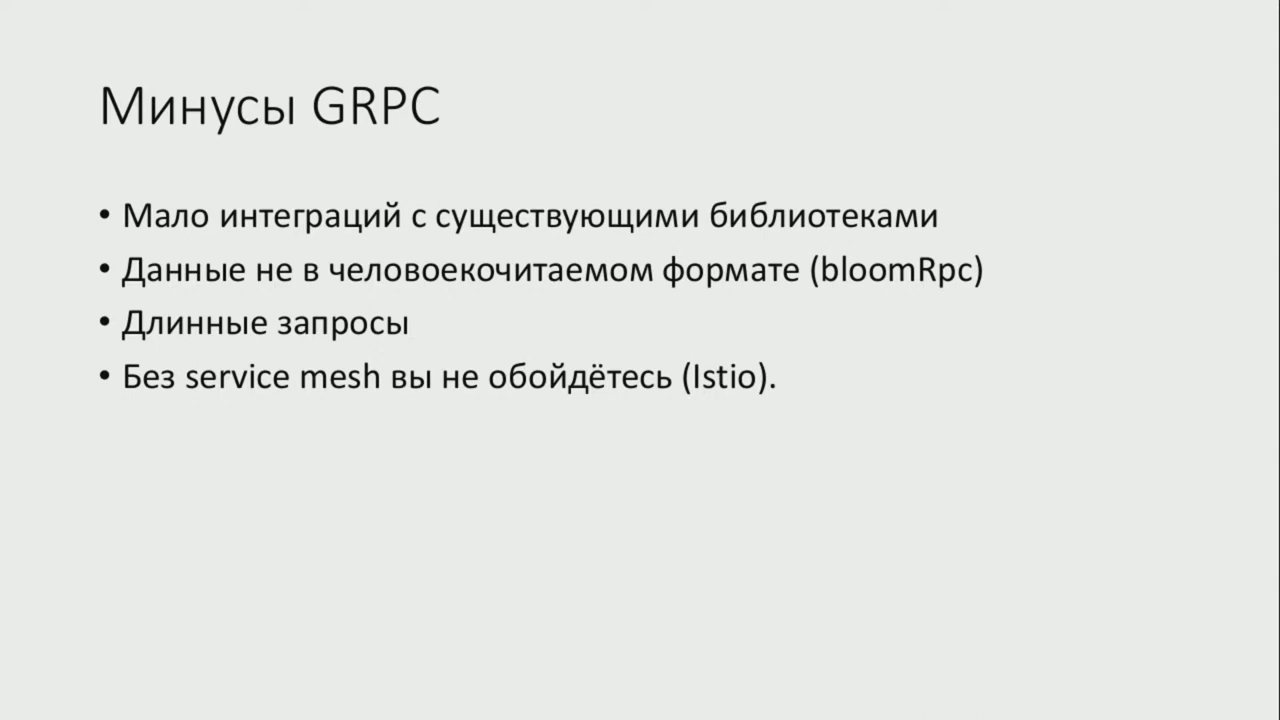 Минусы GRPC
• Мало интеграций с существующими библиотеками
• Данные не в человоекочитаемом формате (bloomRpc)
• Длинные запросы
• Без service mesh вы не обойдётесь (Istio).